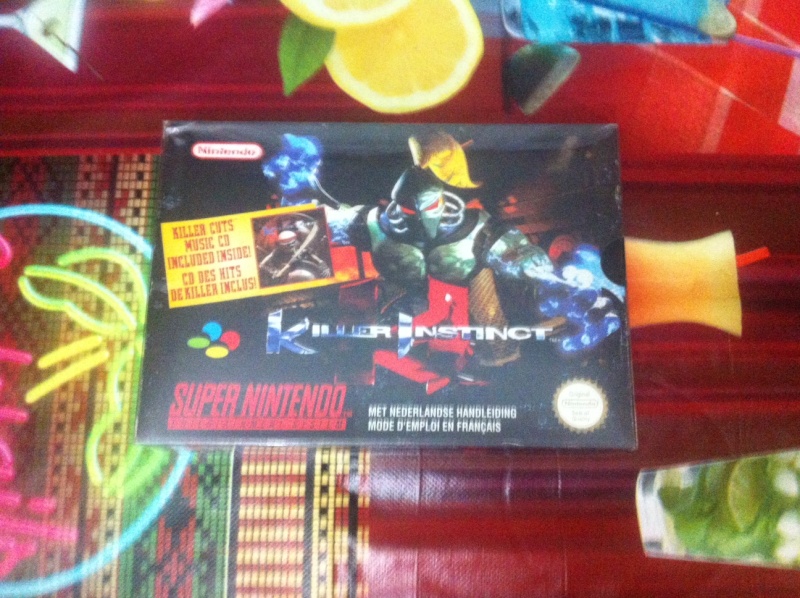 Nintendo
KILLER CUTS
MUSIC CD
INCLUDED INSIDE!
CD DES HITS
DE KILLER INCLUS!
KILLER INSTINCT
SUPER NINTENDO
MET NEDERLANDSE HANDLEIDING
MODE D'EMPLOI EN FRANÇAIS